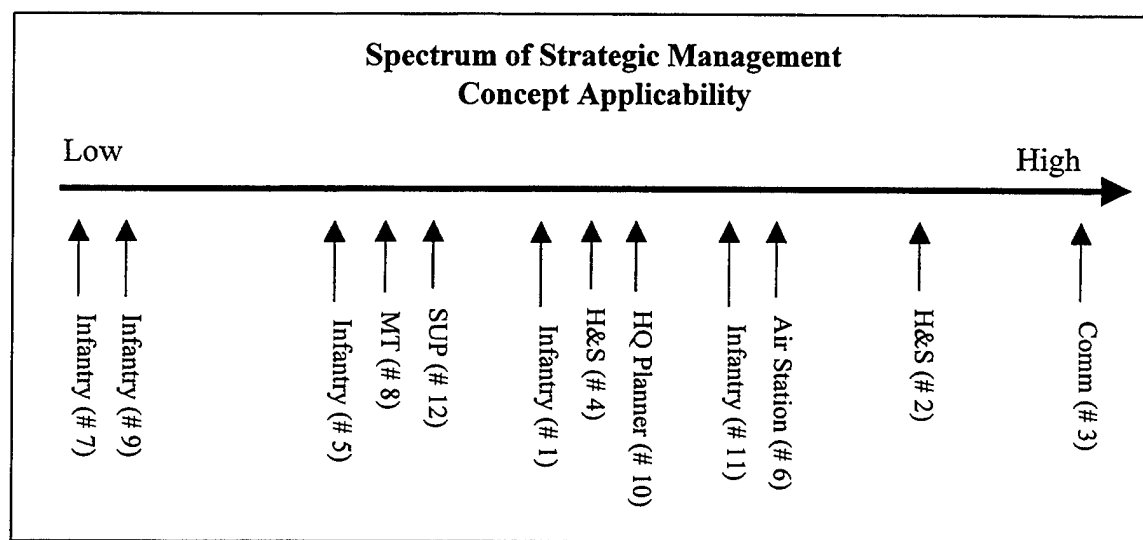 Spectrum of Strategic Management
Concept Applicability
Low
High
Infantry (# 7)
Infantry (# 9)
Infantry (# 5)
MT (# 8)
SUP (# 12)
Infantry (# 1)
H&S (# 4)
HQ Planner (# 10)
Infantry (# 11)
Air Station (# 6)
H&S (# 2)
Comm (# 3)